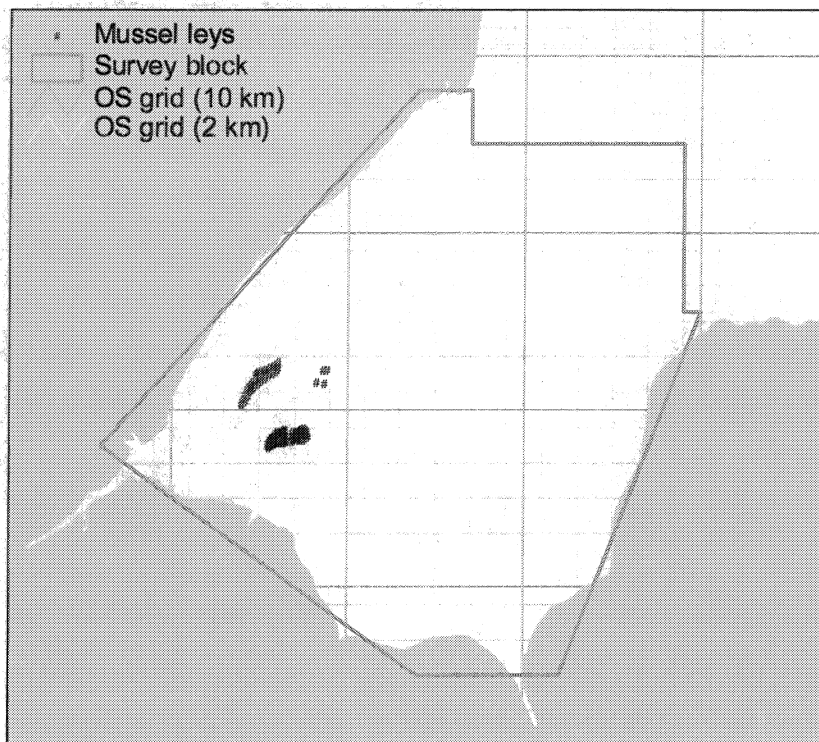 Mussel leys
Survey block
OS grid (10 km)
OS grid (2 km)